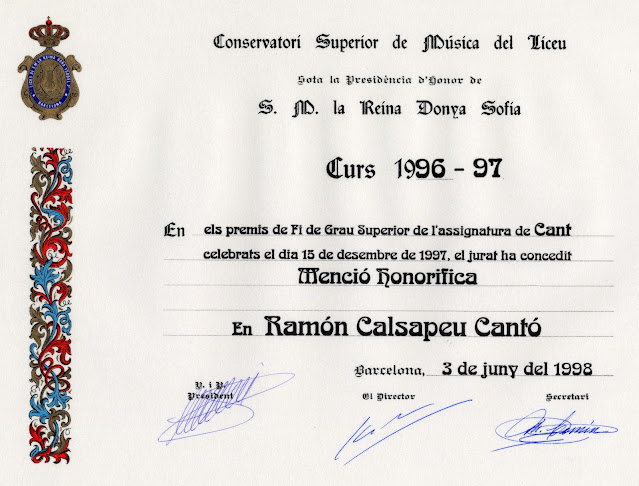 Conservatori Superior de Música del Liceu
Sota la Presidència d'Honor de
S. M. la Reina Donya Sofia
Curs 1996 - 97
En els premis de Fi de Grau Superior de l'assignatura de Cant
celebrats el dia 15 de desembre de 1997, el jurat ha concedit
Menció Honorífica
En Ramón Calsapeu Cantó
Barcelona, 3 de juny del 1998
V. i P.
President
El Director
Secretari